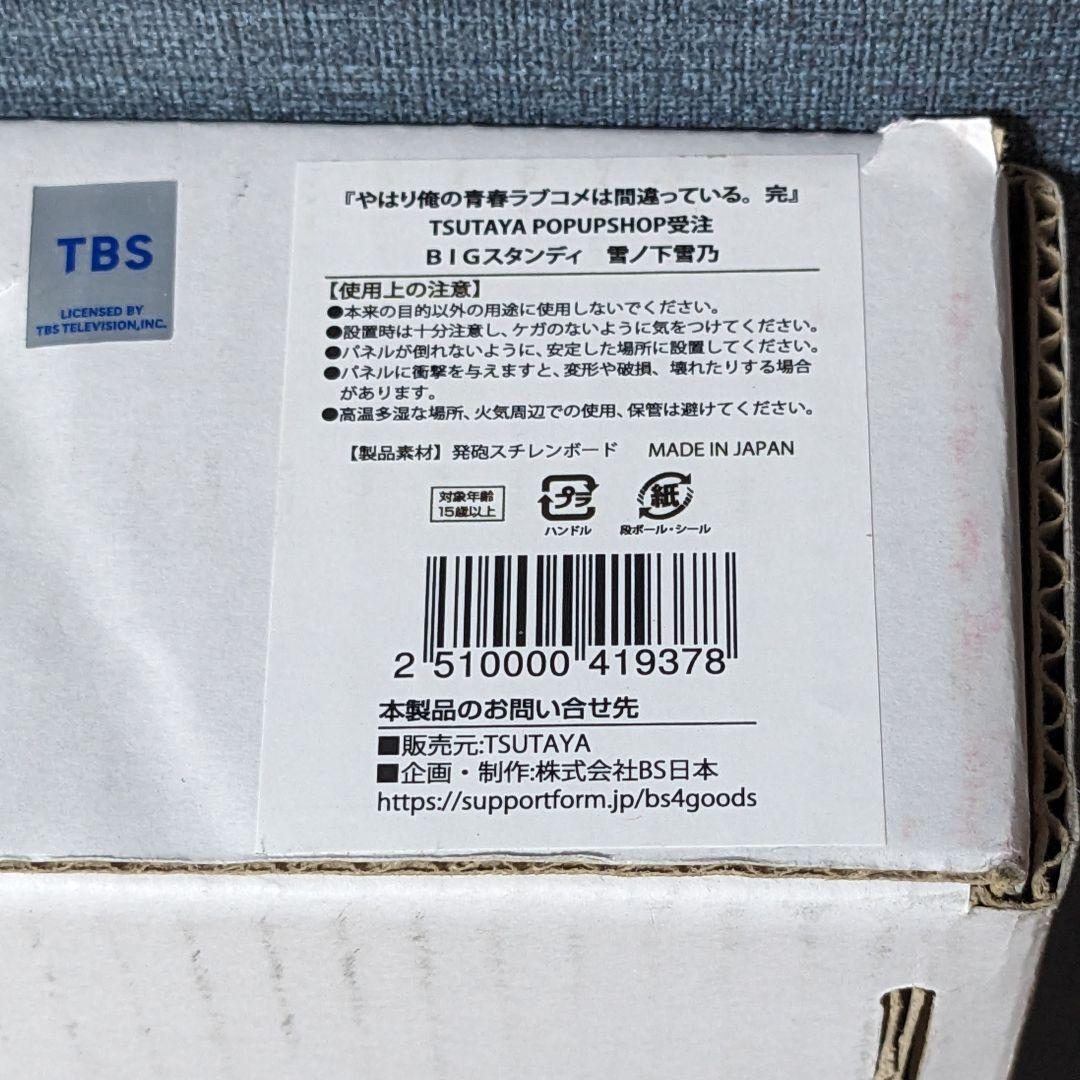 TBS
LICENSED BY
TBS TELEVISION,INC.
『やはり俺の青春ラブコメは間違っている。完』
TSUTAYA POPUPSHOP受注
BIGスタンディ 雪ノ下雪乃
【使用上の注意】
●本来の目的以外の用途に使用しないでください。
●設置時は十分注意し、ケガのないように気をつけてください。
●パネルが倒れないように、安定した場所に設置してください。
●パネルに衝撃を与えますと、変形や破損、壊れたりする場合
があります。
●高温多湿な場所、火気周辺での使用、保管は避けてください。
【製品素材】発砲スチレンボード MADE IN JAPAN
対象年齢
15歳以上
プラ
ハンドル
紙
段ボール・シール
2 510000 419378
本製品のお問い合せ先
■販売元:TSUTAYA
■企画・制作:株式会社BS日本
https://supportform.jp/bs4goods